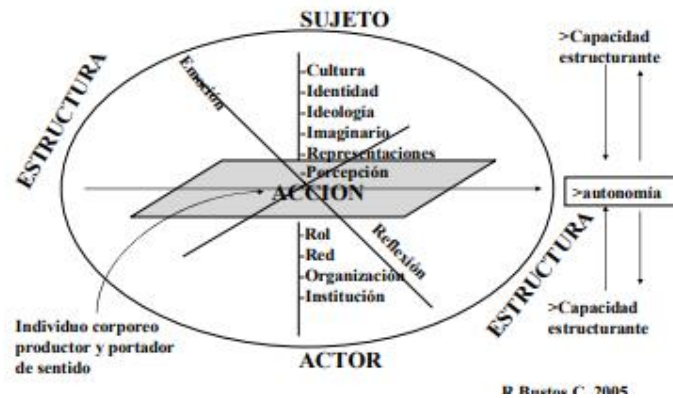 SUJETO
ESTRUCTURA
Emoción
-Cultura
-Identidad
-Ideología
-Imaginario
-Representaciones
-Percepción
ACCION
-Rol
-Red
-Organización
-Institución
Reflexión
ESTRUCTURA
ACTOR
Individuo corporeo
productor y portador
de sentido
>Capacidad
estructurante
>autonomía
>Capacidad
estructurante
R.Bustos C. 2005